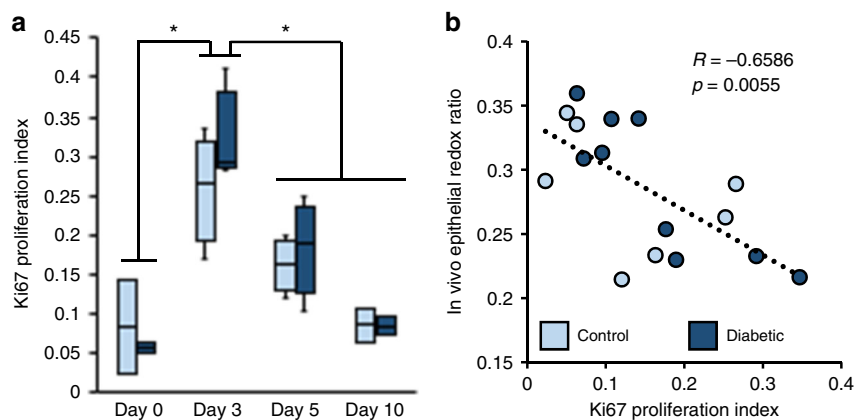 a
Ki67 proliferation index
0.45
0.4
0.35
0.3
0.25
0.2
0.15
0.1
0.05
0
*
*
Day 0
Day 3
Day 5
Day 10
b
In vivo epithelial redox ratio
0.4
0.35
0.3
0.25
0.2
0.15
R = –0.6586
p = 0.0055
Control
Diabetic
0
0.1
0.2
0.3
0.4
Ki67 proliferation index